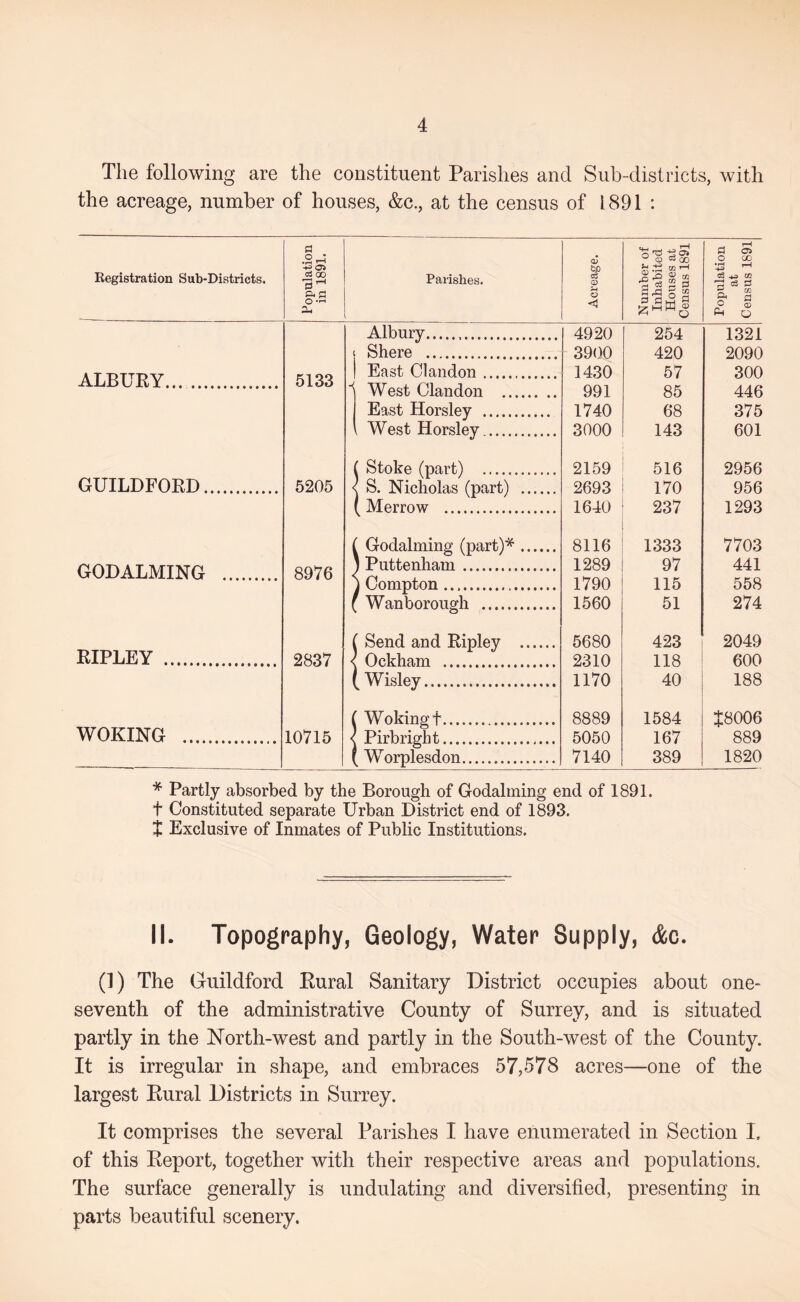 4
The following are the constituent Parishes and Sub-districts, with
the acreage, number of houses, &c., at the census of 1891 :
Registration Sub-Districts. Population in 1891. Parishes. Acreage. Number of Inhabited Houses at Census 1891 Population at Census 1891
Albury............ 4920 254 1321
Shere ............ 3900 420 2090
ALBURY............ 5133 East Clandon ............ 1430 57 300
West Clandon ......... 991 85 446
East Horsley ............ 1740 68 375
West Horsley............ 3000 143 601
Stoke (part) ............ 2159 516 2956
GUILDFORD............ 5205 S. Nicholas (part) ...... 2693 170 956
Merrow ............ 1640 237 1293
Godalming (part)* ...... 8116 1333 7703
GODALMING ......... 8976 Puttenham ............ 1289 97 441
Compton ............ 1790 115 558
Wanborough ............ 1560 51 274
Send and Ripley ...... 5680 423 2049
RIPLEY ............ 2837 Ockham ............ 2310 118 600
Wisley............ 1170 40 188
Woking†............ 8889 1584 ‡8006
WOKING ............ 10715 Pirbright............ 5050 167 889
Worplesdon............ 7140 389 1820
* Partly absorbed by the Borough of Godalming end of 1891.
† Constituted separate Urban District end of 1893.
‡ Exclusive of Inmates of Public Institutions.
II. Topography, Geology, Water Supply, &c.
(1) The Guildford Rural Sanitary District occupies about one-
seventh of the administrative County of Surrey, and is situated
partly in the North-west and partly in the South-west of the County.
It is irregular in shape, and embraces 57,578 acres—one of the
largest Rural Districts in Surrey.
It comprises the several Parishes I have enumerated in Section I.
of this Report, together with their respective areas and populations.
The surface generally is undulating and diversified, presenting in
parts beautiful scenery.